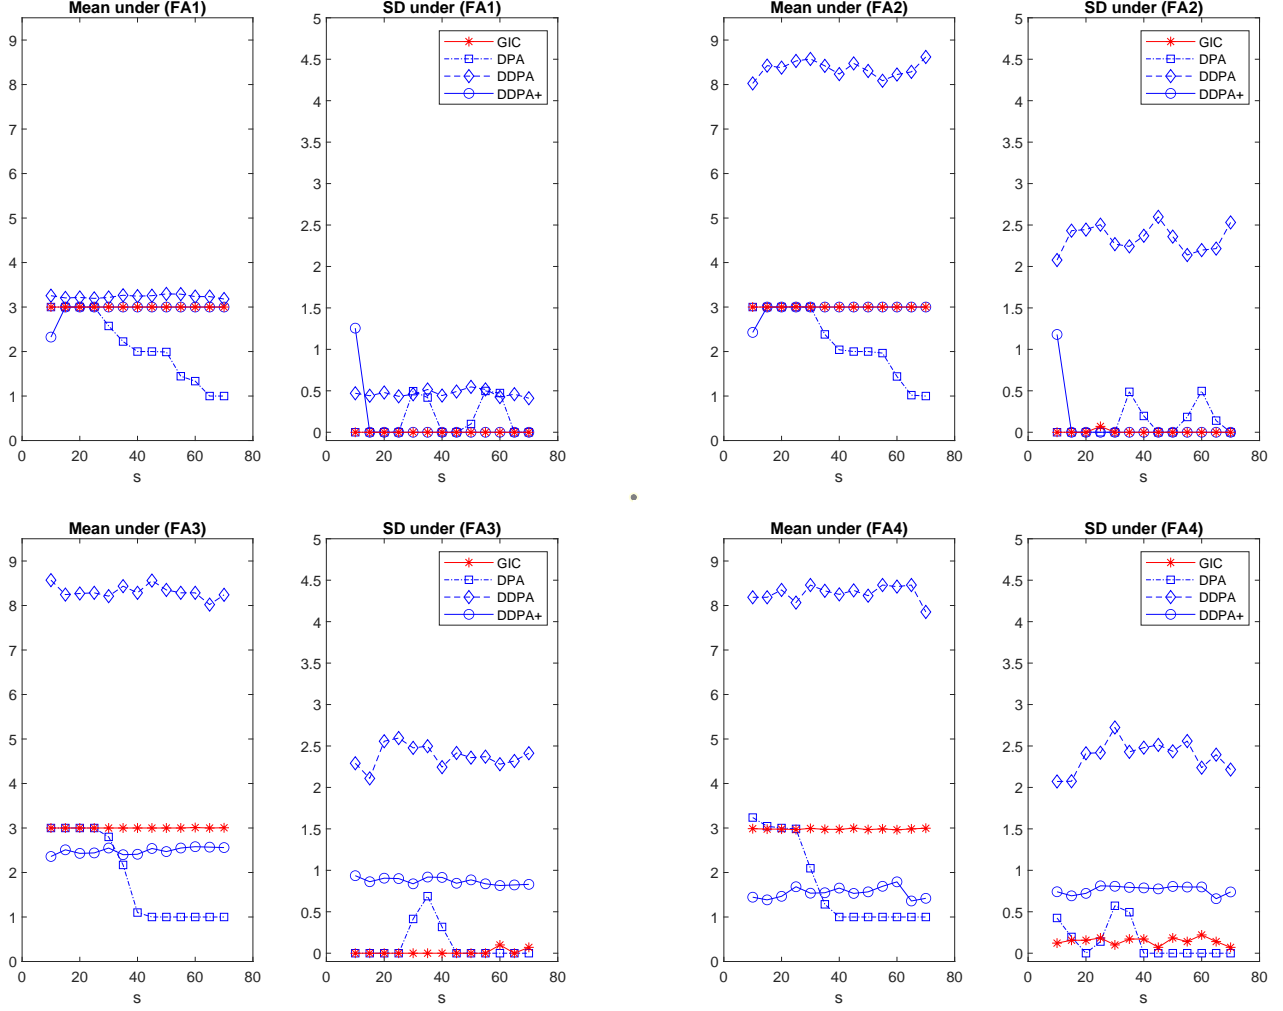 Mean under (FA1)
9
8
7
6
5
4
3
2
1
0
0 20 40 60 80
s
SD under (FA1)
5
4.5
4
3.5
3
2.5
2
1.5
1
0.5
0
0 20 40 60 80
s
GIC
DPA
DDPA
DDPA+
Mean under (FA2)
9
8
7
6
5
4
3
2
1
0
0 20 40 60 80
s
SD under (FA2)
5
4.5
4
3.5
3
2.5
2
1.5
1
0.5
0
0 20 40 60 80
s
GIC
DPA
DDPA
DDPA+
Mean under (FA3)
9
8
7
6
5
4
3
2
1
0
0 20 40 60 80
s
SD under (FA3)
5
4.5
4
3.5
3
2.5
2
1.5
1
0.5
0
0 20 40 60 80
s
GIC
DPA
DDPA
DDPA+
Mean under (FA4)
9
8
7
6
5
4
3
2
1
0
0 20 40 60 80
s
SD under (FA4)
5
4.5
4
3.5
3
2.5
2
1.5
1
0.5
0
0 20 40 60 80
s
GIC
DPA
DDPA
DDPA+